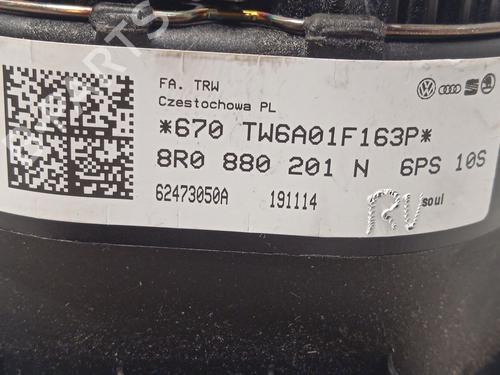 FA. TRW
Czestochowa PL
*670 TW6A01F163P*
8R0 880 201 N 6PS 10S
62473050A 191114
RV soul